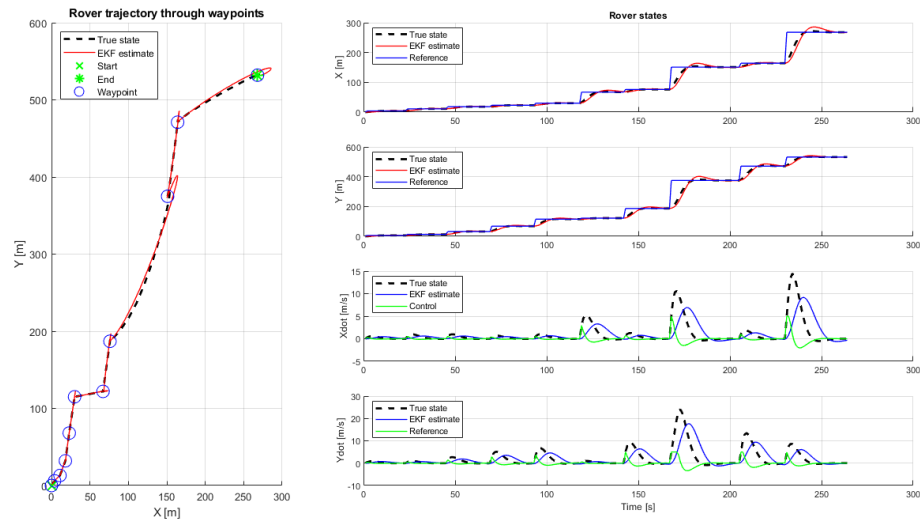 Rover trajectory through waypoints
True state
EKF estimate
Start
End
Waypoint
600
500
400
300
200
100
0
Y [m]
0 50 100 150 200 250 300
X [m]
Rover states
True state
EKF estimate
Reference
300
200
100
0
X [m]
0 50 100 150 200 250 300
True state
EKF estimate
Reference
600
400
200
0
Y [m]
0 50 100 150 200 250 300
True state
EKF estimate
Control
15
10
5
0
-5
Xdot [m/s]
0 50 100 150 200 250 300
True state
EKF estimate
Reference
30
20
10
0
-10
Ydot [m/s]
0 50 100 150 200 250 300
Time [s]